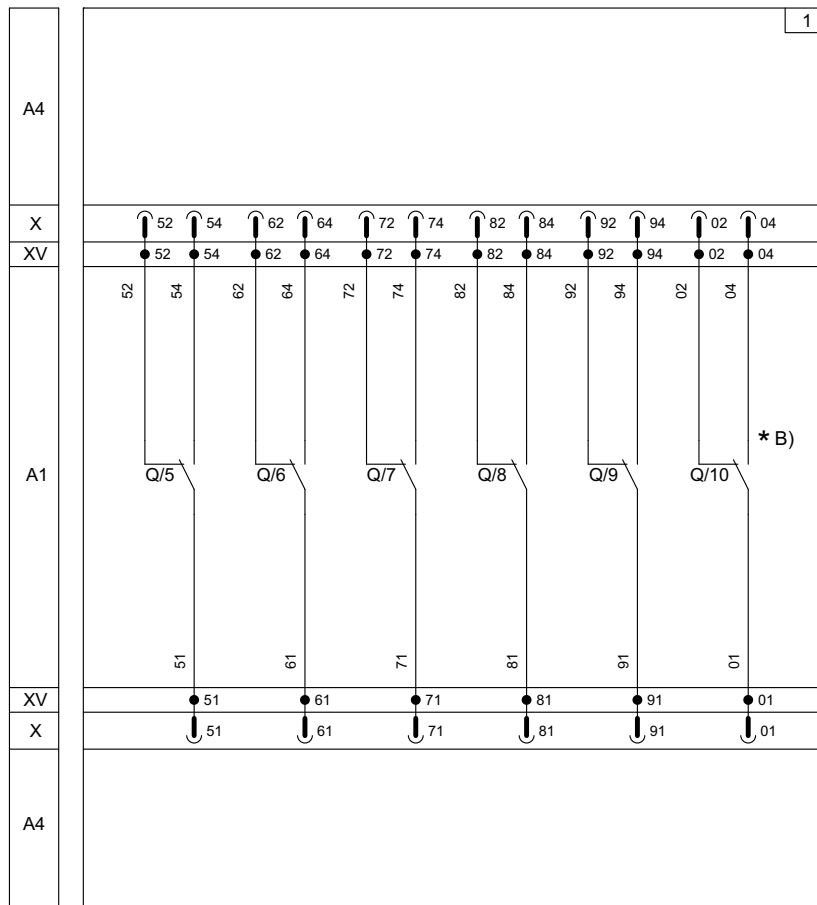 1
A4
X 52 54 62 64 72 74 82 84 92 94 02 04
XV 52 54 62 64 72 74 82 84 92 94 02 04
52 54 62 64 72 74 82 84 92 94 02 04
* B)
A1 Q/5 Q/6 Q/7 Q/8 Q/9 Q/10
51 61 71 81 91 01
XV 51 61 71 81 91 01
X 51 61 71 81 91 01
A4